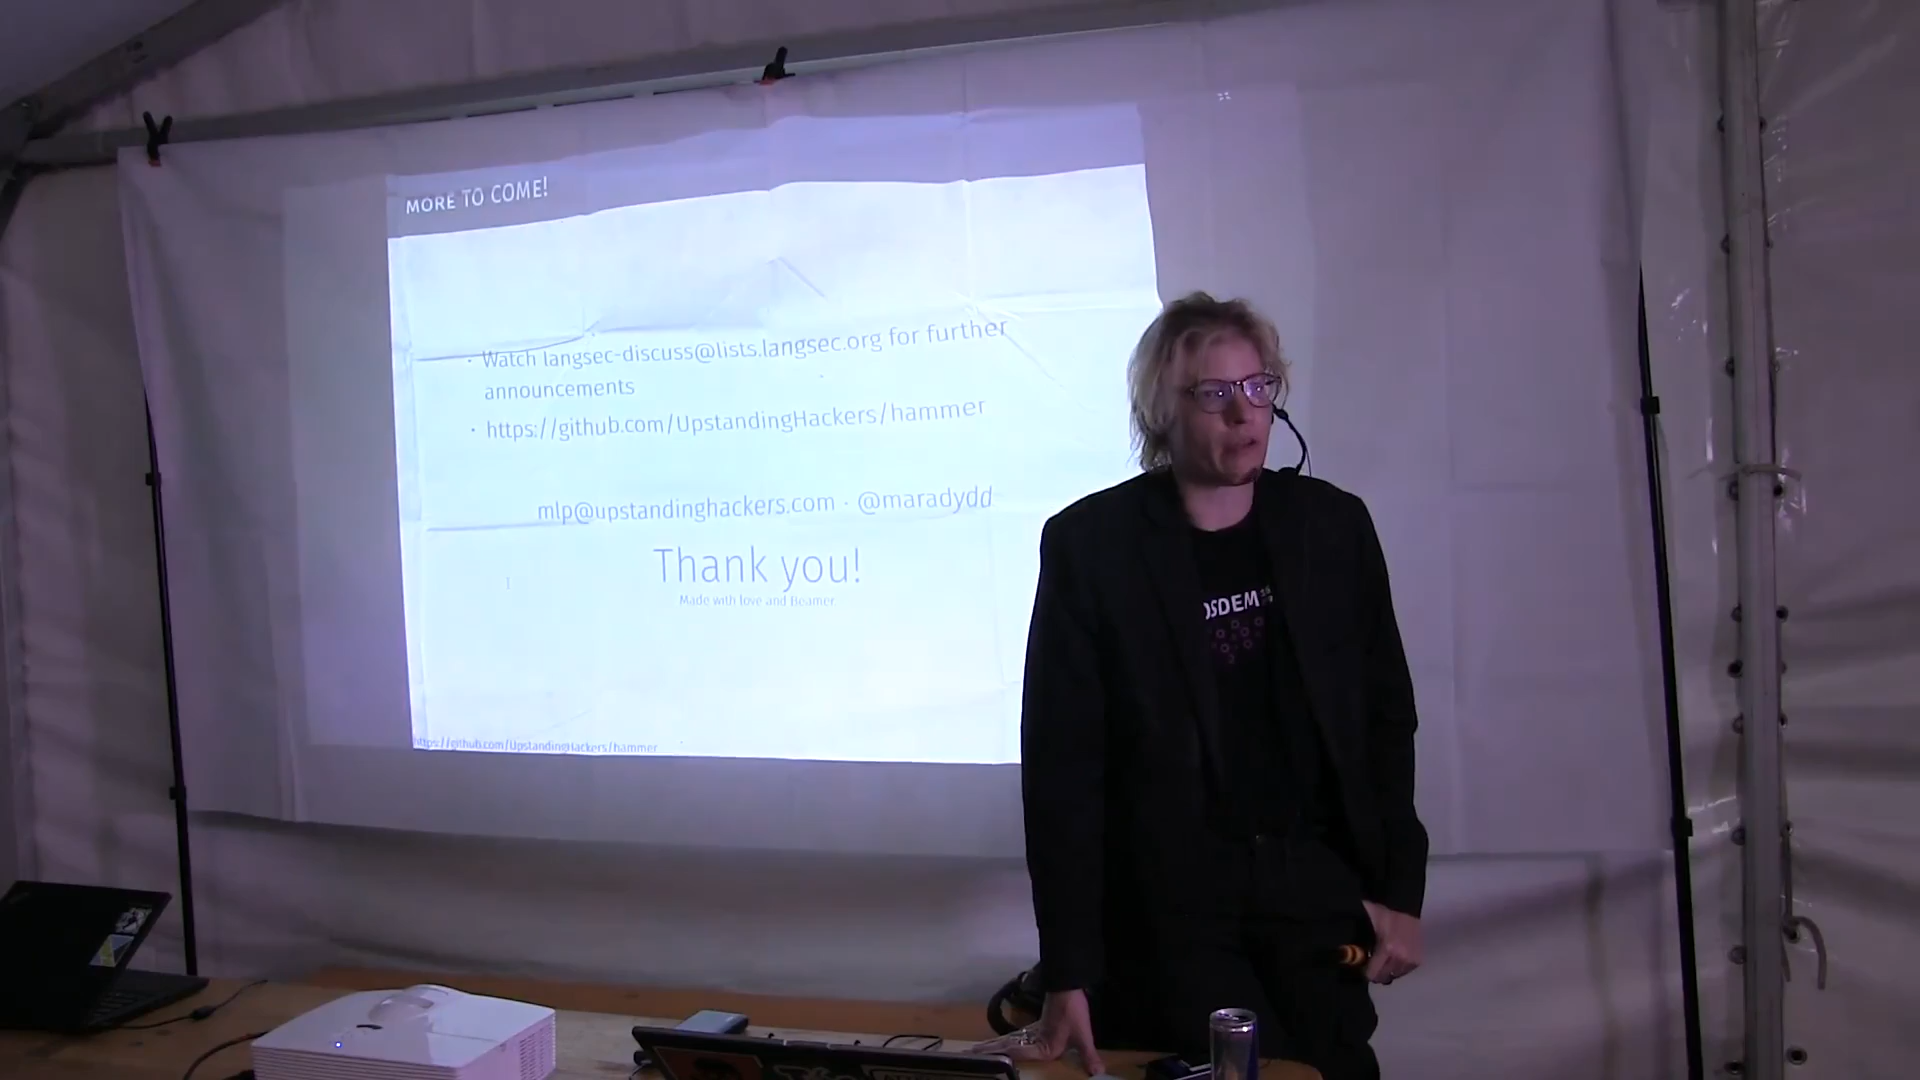 MORE TO COME!
· Watch langsec-discuss@lists.langsec.org for further
announcements
· https://github.com/UpstandingHackers/hammer
mlp@upstandinghackers.com · @maradydd
Thank you!
Made with love and Beamer.
https://github.com/UpstandingHackers/hammer
OSDEM